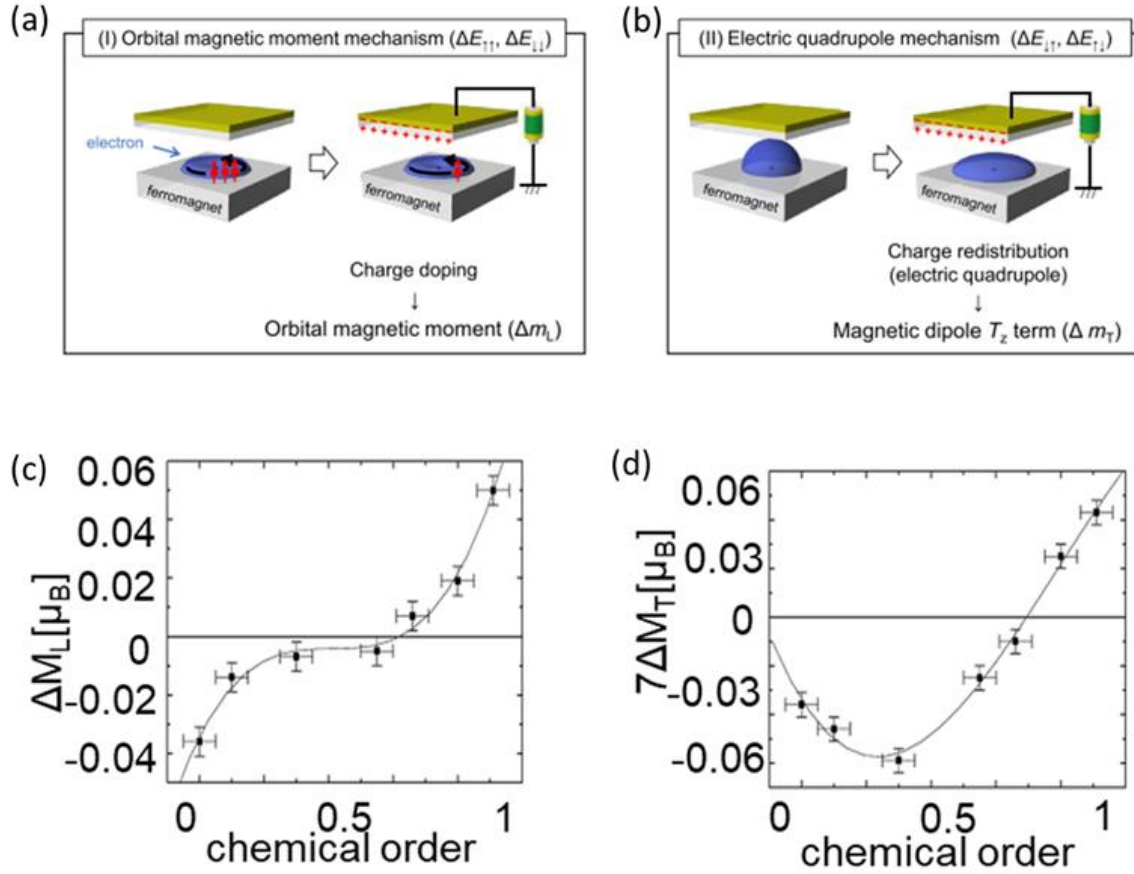 (a)
(I) Orbital magnetic moment mechanism (ΔE↑↑, ΔE↓↓)
electron
ferromagnet
ferromagnet
Charge doping
↓
Orbital magnetic moment (Δm_L)
(b)
(II) Electric quadrupole mechanism (ΔE↓↑, ΔE↑↓)
ferromagnet
ferromagnet
Charge redistribution
(electric quadrupole)
↓
Magnetic dipole T_z term (Δ m_T)
(c)
ΔM_L[μ_B]
0.06
0.04
0.02
0
-0.02
-0.04
0 0.5 1
chemical order
(d)
7ΔM_T[μ_B]
0.06
0.03
0
-0.03
-0.06
0 0.5 1
chemical order